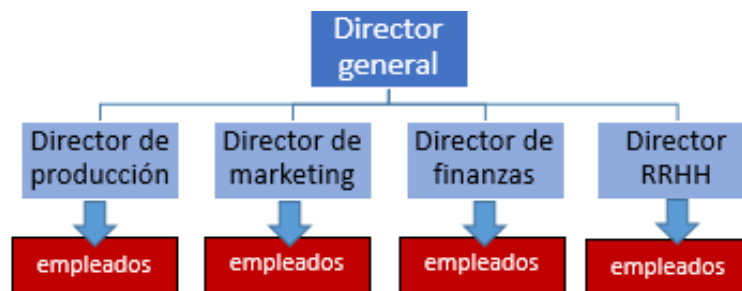 Director
general
Director de
producción
Director de
marketing
Director de
finanzas
Director
RRHH
empleados
empleados
empleados
empleados